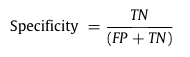 Specificity = TN / (FP + TN)